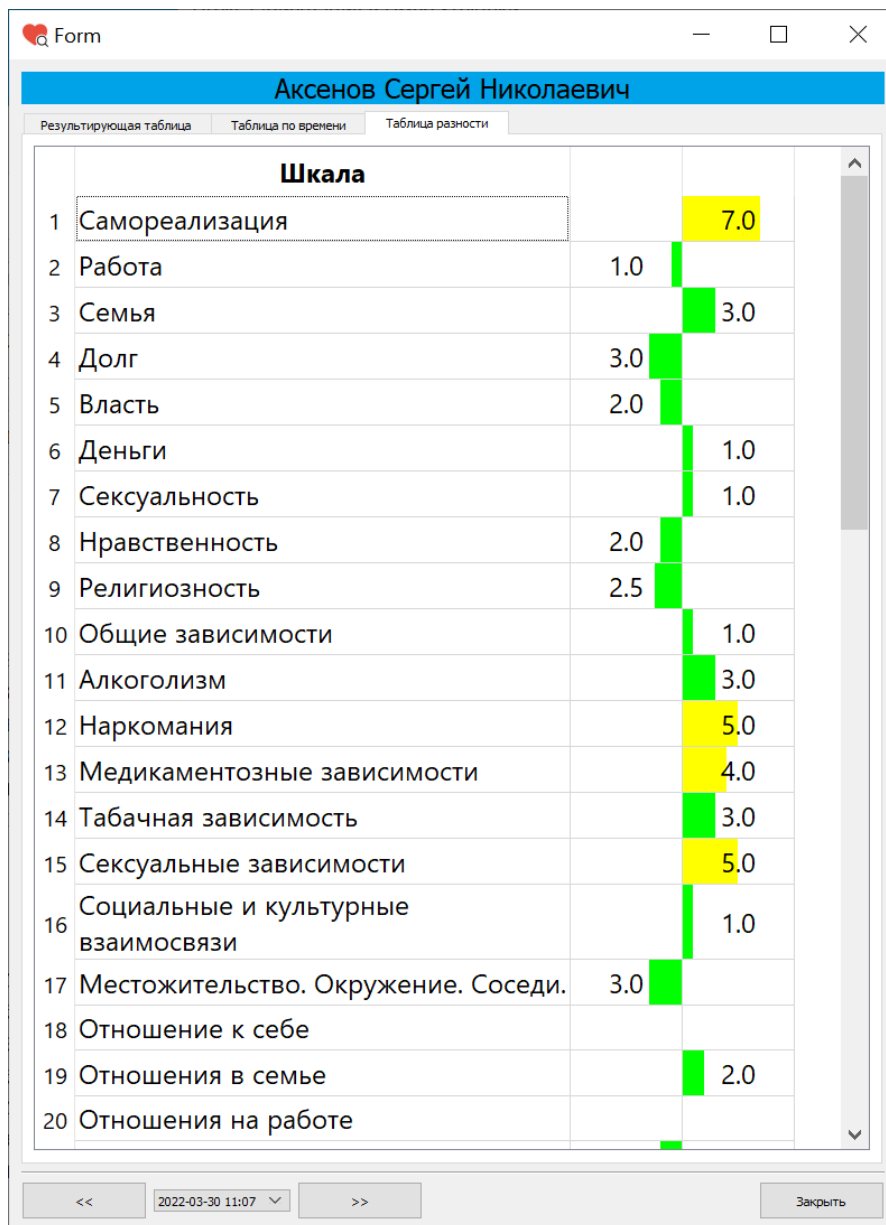 Form
Аксенов Сергей Николаевич
Результирующая таблица Таблица по времени Таблица разности
Шкала
1 Самореализация 7.0
2 Работа 1.0
3 Семья 3.0
4 Долг 3.0
5 Власть 2.0
6 Деньги 1.0
7 Сексуальность 1.0
8 Нравственность 2.0
9 Религиозность 2.5
10 Общие зависимости 1.0
11 Алкоголизм 3.0
12 Наркомания 5.0
13 Медикаментозные зависимости 4.0
14 Табачная зависимость 3.0
15 Сексуальные зависимости 5.0
16 Социальные и культурные
взаимосвязи 1.0
17 Местожительство. Окружение. Соседи. 3.0
18 Отношение к себе
19 Отношения в семье 2.0
20 Отношения на работе
<< 2022-03-30 11:07 >> Закрыть